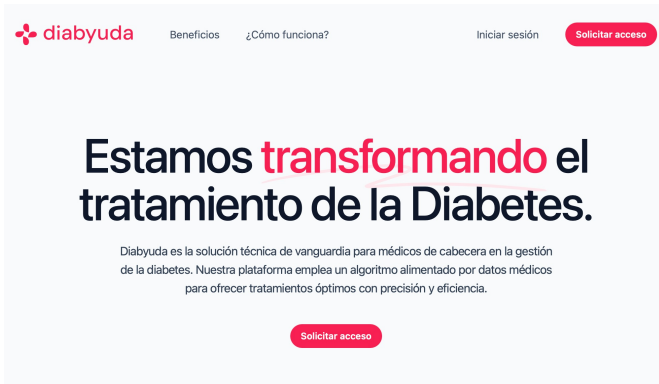 diabyuda
Beneficios
¿Cómo funciona?
Iniciar sesión
Solicitar acceso
Estamos transformando el
tratamiento de la Diabetes.
Diabyuda es la solución técnica de vanguardia para médicos de cabecera en la gestión
de la diabetes. Nuestra plataforma emplea un algoritmo alimentado por datos médicos
para ofrecer tratamientos óptimos con precisión y eficiencia.
Solicitar acceso